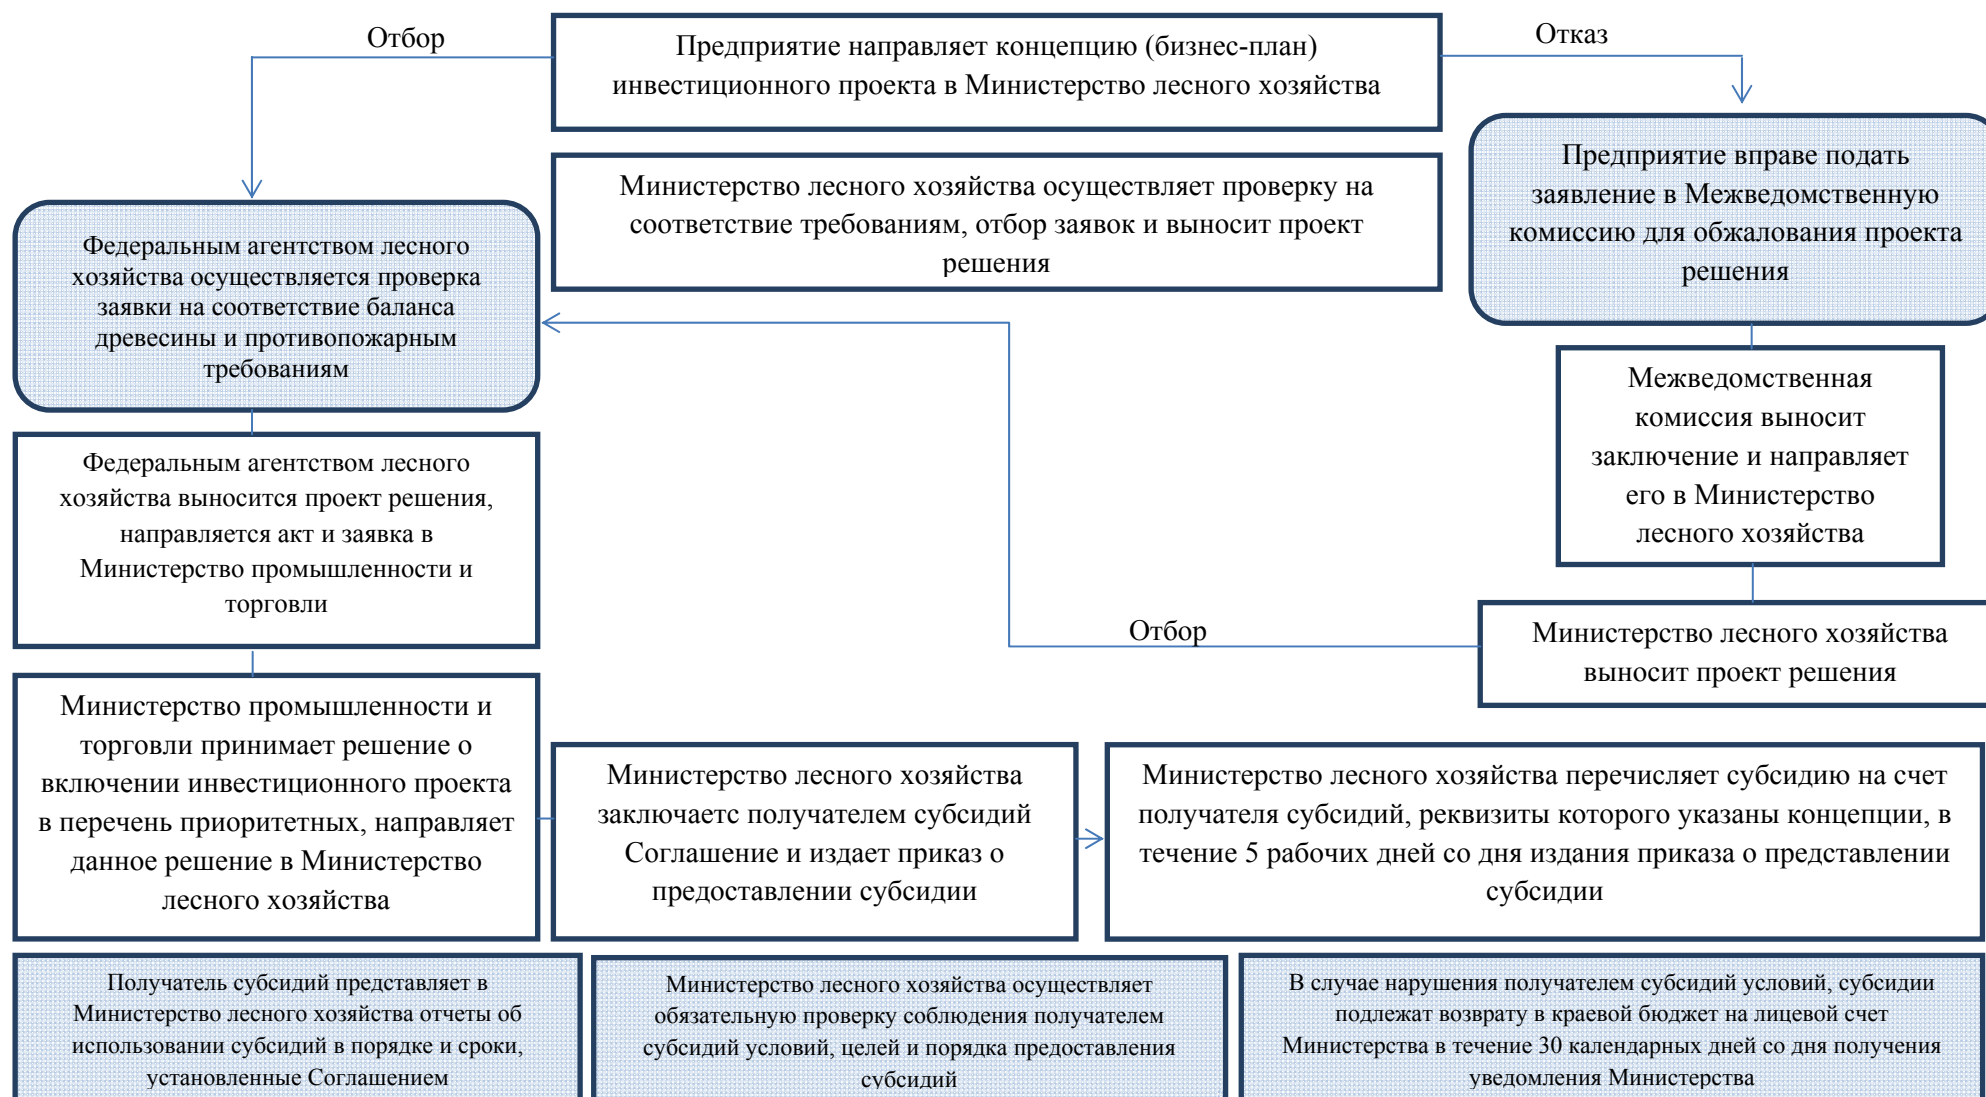 Отбор
Предприятие направляет концепцию (бизнес-план)
инвестиционного проекта в Министерство лесного хозяйства
Отказ
Министерство лесного хозяйства осуществляет проверку на
соответствие требованиям, отбор заявок и выносит проект
решения
Предприятие вправе подать
заявление в Межведомственную
комиссию для обжалования проекта
решения
Федеральным агентством лесного
хозяйства осуществляется проверка
заявки на соответствие баланса
древесины и противопожарным
требованиям
Межведомственная
комиссия выносит
заключение и направляет
его в Министерство
лесного хозяйства
Федеральным агентством лесного
хозяйства выносится проект решения,
направляется акт и заявка в
Министерство промышленности и
торговли
Отбор
Министерство лесного хозяйства
выносит проект решения
Министерство промышленности и
торговли принимает решение о
включении инвестиционного проекта
в перечень приоритетных, направляет
данное решение в Министерство
лесного хозяйства
Министерство лесного хозяйства
заключаетс получателем субсидий
Соглашение и издает приказ о
предоставлении субсидии
Министерство лесного хозяйства перечисляет субсидию на счет
получателя субсидий, реквизиты которого указаны концепции, в
течение 5 рабочих дней со дня издания приказа о представлении
субсидии
Получатель субсидий представляет в
Министерство лесного хозяйства отчеты об
использовании субсидий в порядке и сроки,
установленные Соглашением
Министерство лесного хозяйства осуществляет
обязательную проверку соблюдения получателем
субсидий условий, целей и порядка предоставления
субсидий
В случае нарушения получателем субсидий условий, субсидии
подлежат возврату в краевой бюджет на лицевой счет
Министерства в течение 30 календарных дней со дня получения
уведомления Министерства